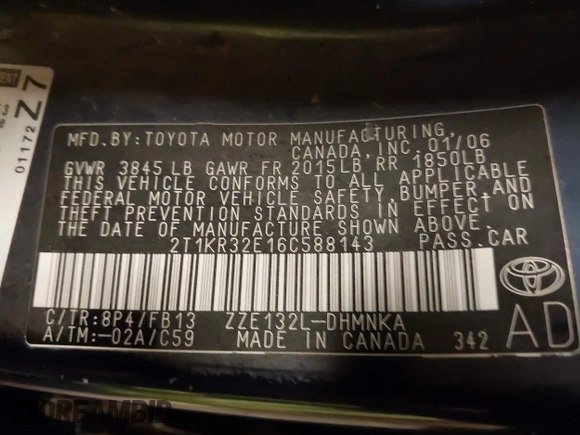 MFD.BY:TOYOTA MOTOR MANUFACTURING,
CANADA, INC. 01/06
GVWR 3845 LB GAWR FR 2015LB RR 1850LB
THIS VEHICLE CONFORMS TO ALL APPLICABLE
FEDERAL MOTOR VEHICLE SAFETY, BUMPER, AND
THEFT PREVENTION STANDARDS IN EFFECT ON
THE DATE OF MANUFACTURE SHOWN ABOVE.
2T1KR32E16C588143 PASS.CAR
C/TR:8P4/FB13 ZZE132L-DHMNKA
A/TM:-02A/C59 MADE IN CANADA 342
TOYOTA
AD
01172
Z7